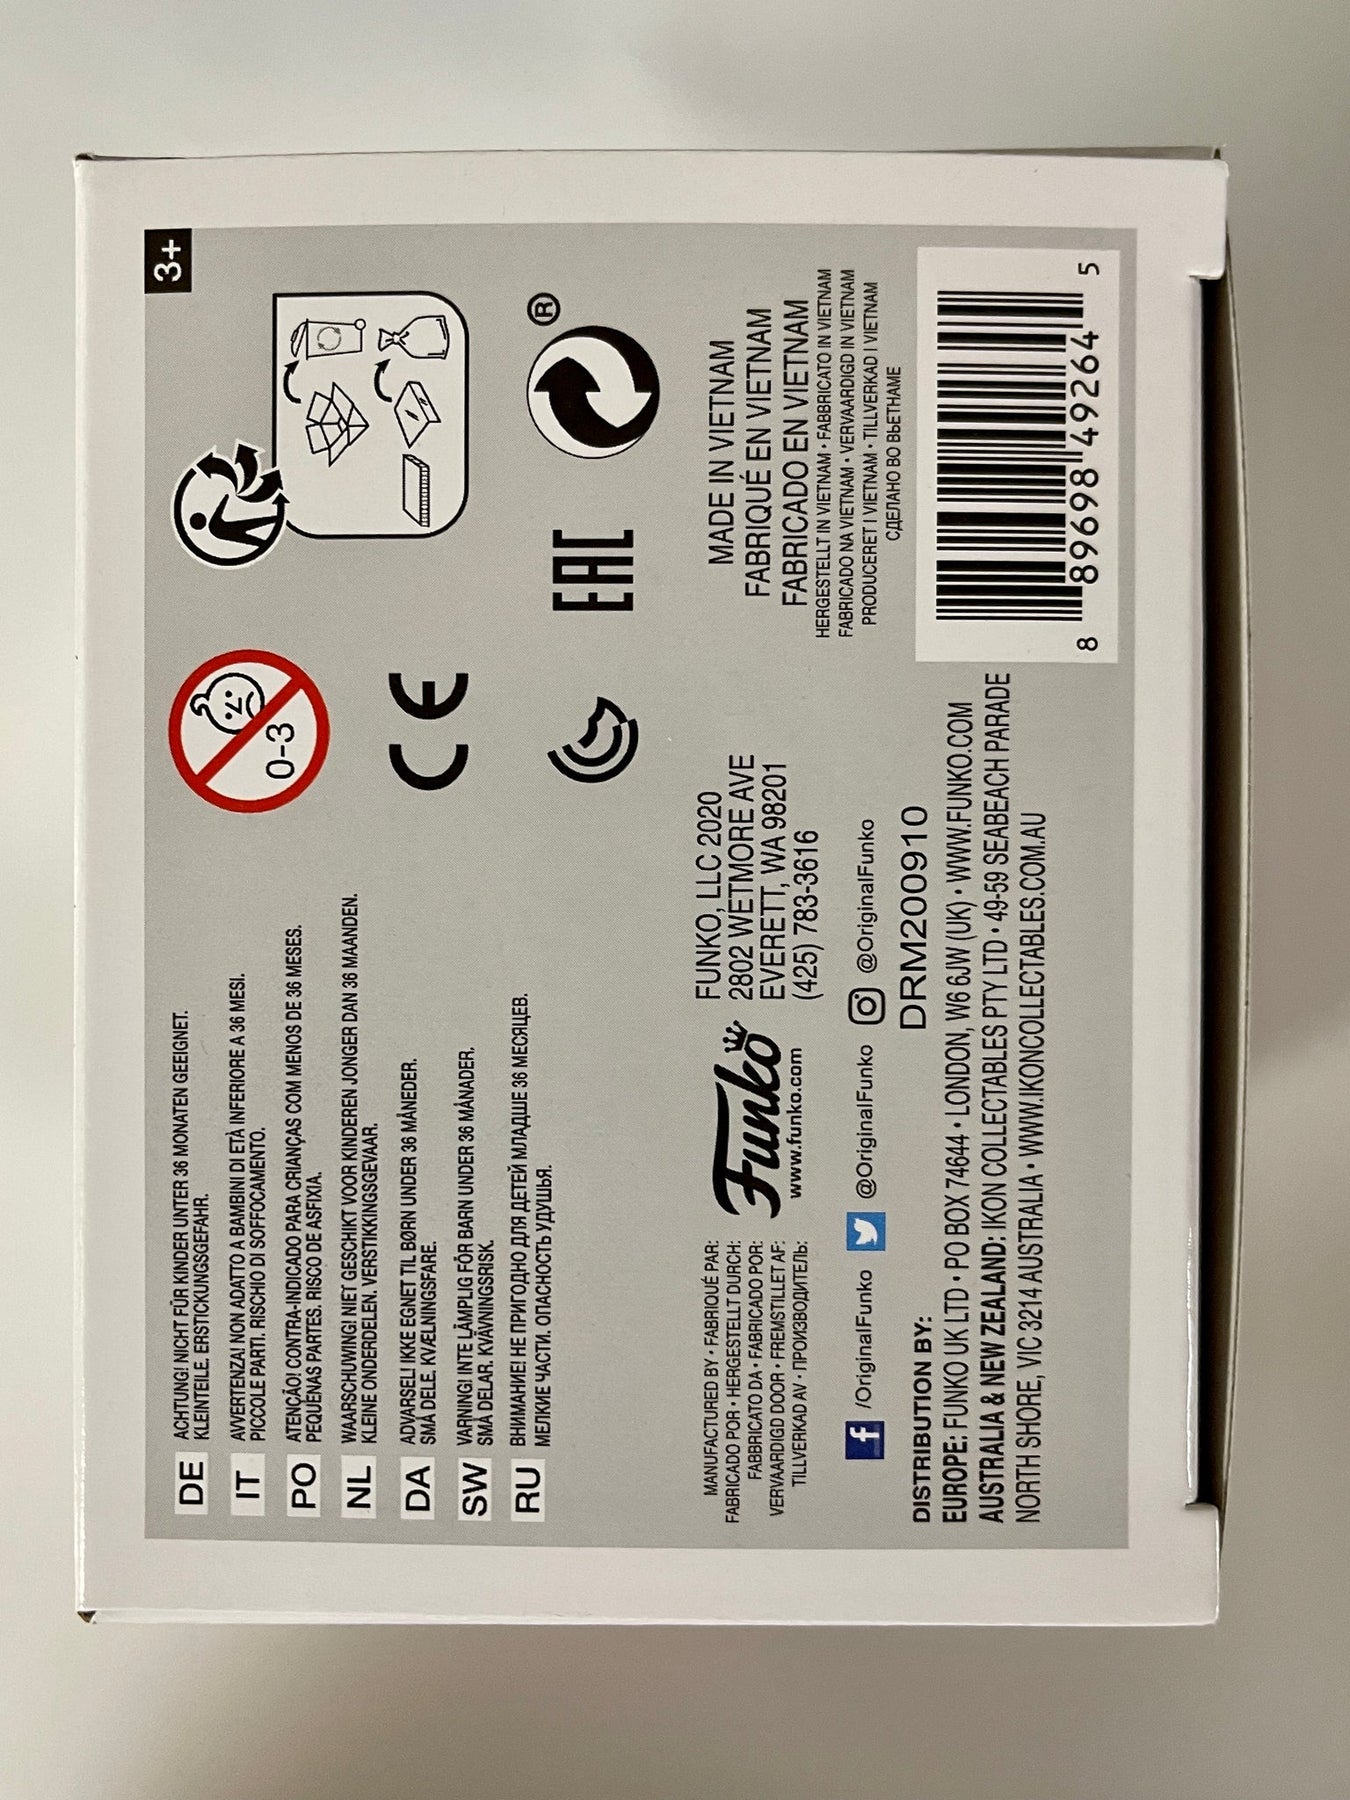 3+
DE
ACHTUNG! NICHT FÜR KINDER UNTER 36 MONATEN GEEIGNET.
KLEINTEILE. ERSTICKUNGSGEFAHR.
IT
AVVERTENZA! NON ADATTO A BAMBINI DI ETÀ INFERIORE A 36 MESI.
PICCOLE PARTI. RISCHIO DI SOFFOCAMENTO.
PO
ATENÇÃO! CONTRA-INDICADO PARA CRIANÇAS COM MENOS DE 36 MESES.
PEQUENAS PARTES. RISCO DE ASFIXIA.
NL
WAARSCHUWING! NIET GESCHIKT VOOR KINDEREN JONGER DAN 36 MAANDEN.
KLEINE ONDERDELEN. VERSTIKKINGSGEVAAR.
DA
ADVARSEL! IKKE EGNET TIL BØRN UNDER 36 MÅNEDER.
SMÅ DELE. KVÆLNINGSFARE.
SW
VARNING! INTE LÄMPLIG FÖR BARN UNDER 36 MÅNADER.
SMÅ DELAR. KVÄVNINGSRISK.
RU
ВНИМАНИЕ! НЕ ПРИГОДНО ДЛЯ ДЕТЕЙ МЛАДШЕ 36 МЕСЯЦЕВ.
МЕЛКИЕ ЧАСТИ. ОПАСНОСТЬ УДУШЬЯ.
0-3
CE
EAC
®
MANUFACTURED BY • FABRIQUÉ PAR:
FABRICADO POR • HERGESTELLT DURCH:
FABBRICATO DA • FABRICADO POR:
VERVAARDIGD DOOR • FREMSTILLET AF:
TILLVERKAD AV • ПРОИЗВОДИТЕЛЬ:
Funko
www.funko.com
FUNKO, LLC 2020
2802 WETMORE AVE
EVERETT, WA 98201
(425) 783-3616
MADE IN VIETNAM
FABRIQUÉ EN VIETNAM
FABRICADO EN VIETNAM
HERGESTELLT IN VIETNAM • FABBRICATO IN VIETNAM
FABRICADO NA VIETNAM • VERVAARDIGD IN VIETNAM
PRODUCERET I VIETNAM • TILLVERKAD I VIETNAM
СДЕЛАНО ВО ВЬЕТНАМЕ
f /OriginalFunko @OriginalFunko @OriginalFunko
DRM200910
DISTRIBUTION BY:
EUROPE: FUNKO UK LTD • PO BOX 74644 • LONDON, W6 6JW (UK) • WWW.FUNKO.COM
AUSTRALIA & NEW ZEALAND: IKON COLLECTABLES PTY LTD • 49-59 SEABEACH PARADE
NORTH SHORE, VIC 3214 AUSTRALIA • WWW.IKONCOLLECTABLES.COM.AU
8 89698 49264 5